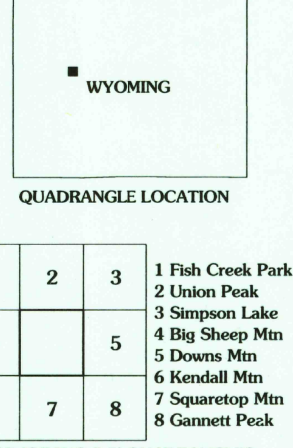 WYOMING
QUADRANGLE LOCATION
2 3
5
7 8
1 Fish Creek Park
2 Union Peak
3 Simpson Lake
4 Big Sheep Mtn
5 Downs Mtn
6 Kendall Mtn
7 Squaretop Mtn
8 Gannett Peak